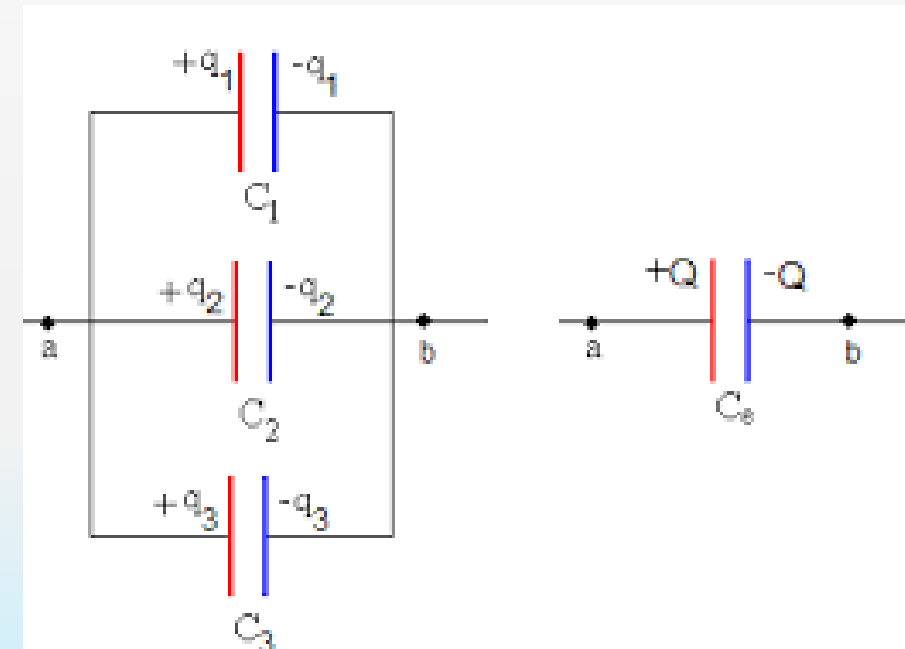 +q₁ -q₁
C₁
+q₂ -q₂
a b
C₂
+q₃ -q₃
C₃
+Q -Q
a b
Cₑ